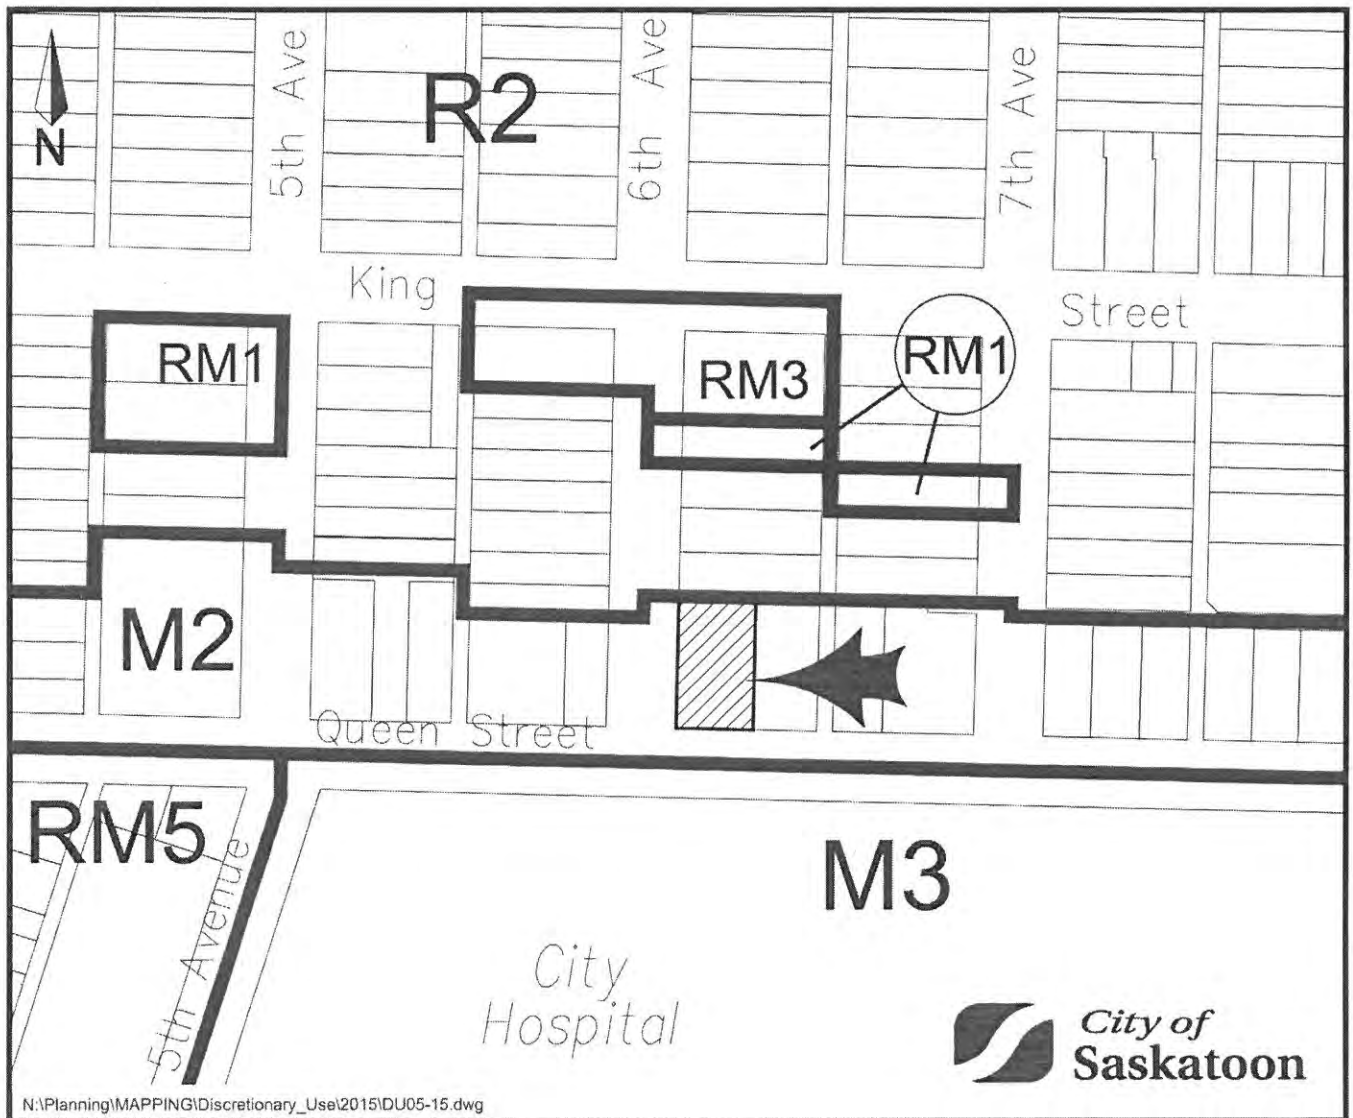 5th Ave
R2
6th Ave
7th Ave
N
King
Street
RM1
RM3
RM1
M2
Queen Street
RM5
5th Avenue
M3
City
Hospital
City of
Saskatoon
N:\Planning\MAPPING\Discretionary_Use\2015\DU05-15.dwg